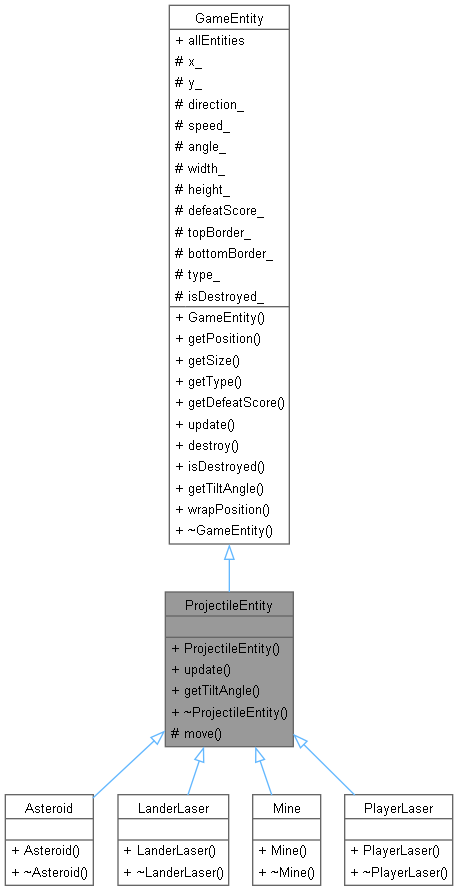 GameEntity
+ allEntities
# x_
# y_
# direction_
# speed_
# angle_
# width_
# height_
# defeatScore_
# topBorder_
# bottomBorder_
# type_
# isDestroyed_
+ GameEntity()
+ getPosition()
+ getSize()
+ getType()
+ getDefeatScore()
+ update()
+ destroy()
+ isDestroyed()
+ getTiltAngle()
+ wrapPosition()
+ ~GameEntity()
ProjectileEntity
+ ProjectileEntity()
+ update()
+ getTiltAngle()
+ ~ProjectileEntity()
# move()
Asteroid
+ Asteroid()
+ ~Asteroid()
LanderLaser
+ LanderLaser()
+ ~LanderLaser()
Mine
+ Mine()
+ ~Mine()
PlayerLaser
+ PlayerLaser()
+ ~PlayerLaser()